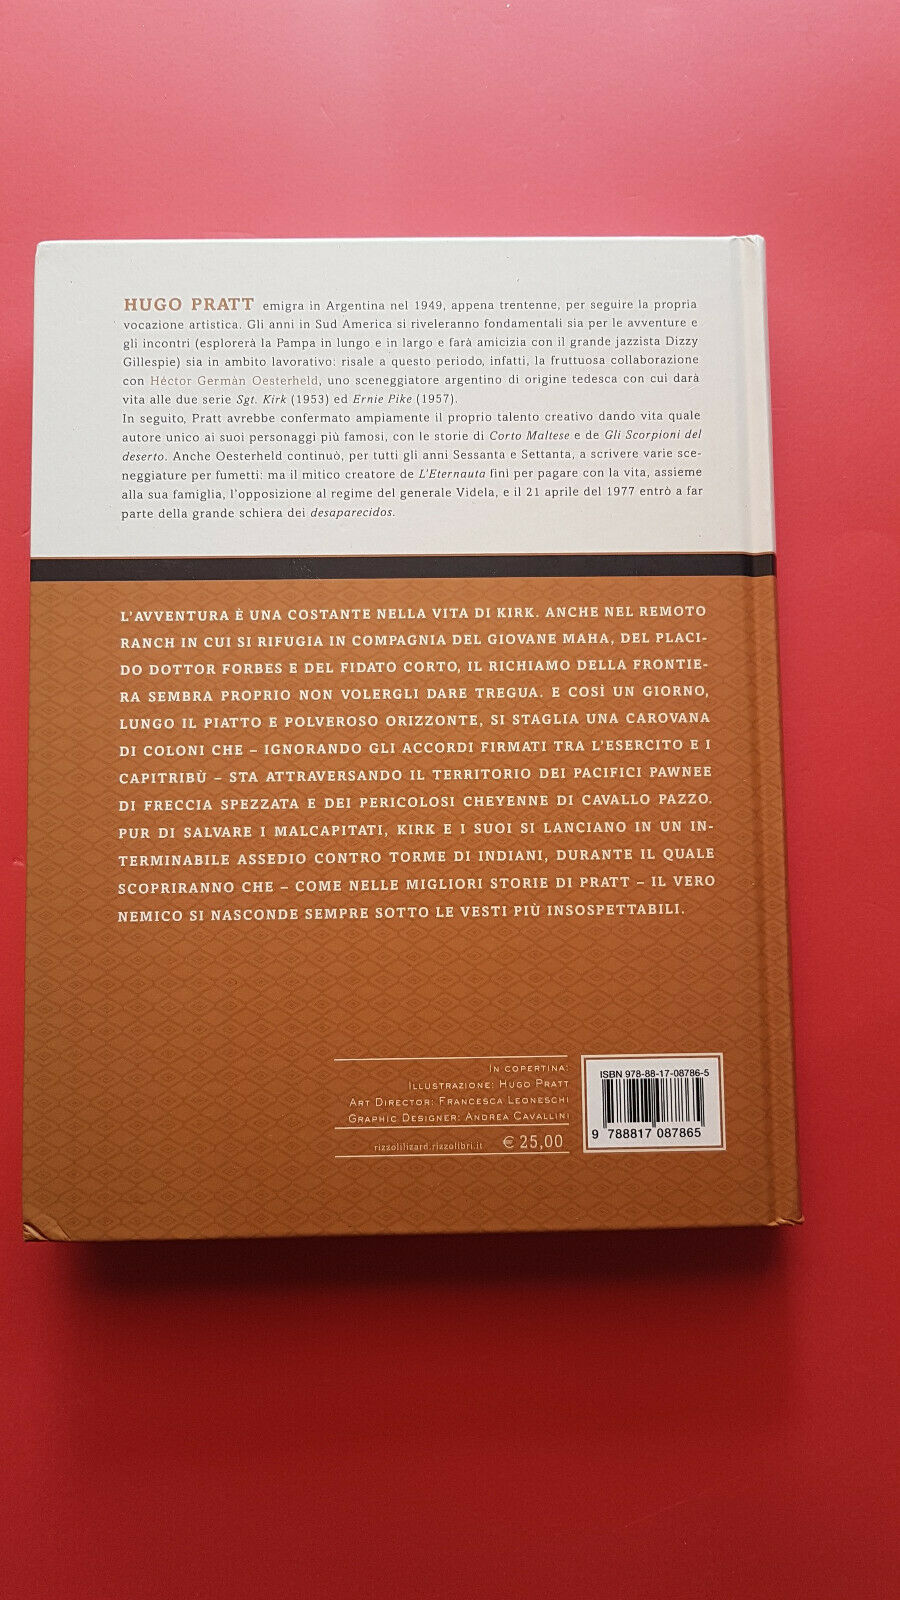 HUGO PRATT emigra in Argentina nel 1949, appena trentenne, per seguire la propria
vocazione artistica. Gli anni in Sud America si riveleranno fondamentali sia per le avventure e
gli incontri (esplorerà la Pampa in lungo e in largo e farà amicizia con il grande jazzista Dizzy
Gillespie) sia in ambito lavorativo: risale a questo periodo, infatti, la fruttuosa collaborazione
con Héctor Germàn Oesterheld, uno sceneggiatore argentino di origine tedesca con cui darà
vita alle due serie Sgt. Kirk (1953) ed Ernie Pike (1957).
In seguito, Pratt avrebbe confermato ampiamente il proprio talento creativo dando vita quale
autore unico ai suoi personaggi più famosi, con le storie di Corto Maltese e de Gli Scorpioni del
deserto. Anche Oesterheld continuò, per tutti gli anni Sessanta e Settanta, a scrivere varie sce-
neggiature per fumetti: ma il mitico creatore de L'Eternauta finì per pagare con la vita, assieme
alla sua famiglia, l'opposizione al regime del generale Videla, e il 21 aprile del 1977 entrò a far
parte della grande schiera dei desaparecidos.
L'AVVENTURA È UNA COSTANTE NELLA VITA DI KIRK. ANCHE NEL REMOTO
RANCH IN CUI SI RIFUGIA IN COMPAGNIA DEL GIOVANE MAHA, DEL PLACI-
DO DOTTOR FORBES E DEL FIDATO CORTO, IL RICHIAMO DELLA FRONTIE-
RA SEMBRA PROPRIO NON VOLERGLI DARE TREGUA. E COSÌ UN GIORNO,
LUNGO IL PIATTO E POLVEROSO ORIZZONTE, SI STAGLIA UNA CAROVANA
DI COLONI CHE – IGNORANDO GLI ACCORDI FIRMATI TRA L'ESERCITO E I
CAPITRIBÙ – STA ATTRAVERSANDO IL TERRITORIO DEI PACIFICI PAWNEE
DI FRECCIA SPEZZATA E DEI PERICOLOSI CHEYENNE DI CAVALLO PAZZO.
PUR DI SALVARE I MALCAPITATI, KIRK E I SUOI SI LANCIANO IN UN IN-
TERMINABILE ASSEDIO CONTRO TORME DI INDIANI, DURANTE IL QUALE
SCOPRIRANNO CHE – COME NELLE MIGLIORI STORIE DI PRATT – IL VERO
NEMICO SI NASCONDE SEMPRE SOTTO LE VESTI PIÙ INSOSPETTABILI.
IN COPERTINA:
ILLUSTRAZIONE: HUGO PRATT
ART DIRECTOR: FRANCESCA LEONESCHI
GRAPHIC DESIGNER: ANDREA CAVALLINI
rizzolilizard.rizzolilibri.it € 25,00
ISBN 978-88-17-08786-5
9 788817 087865